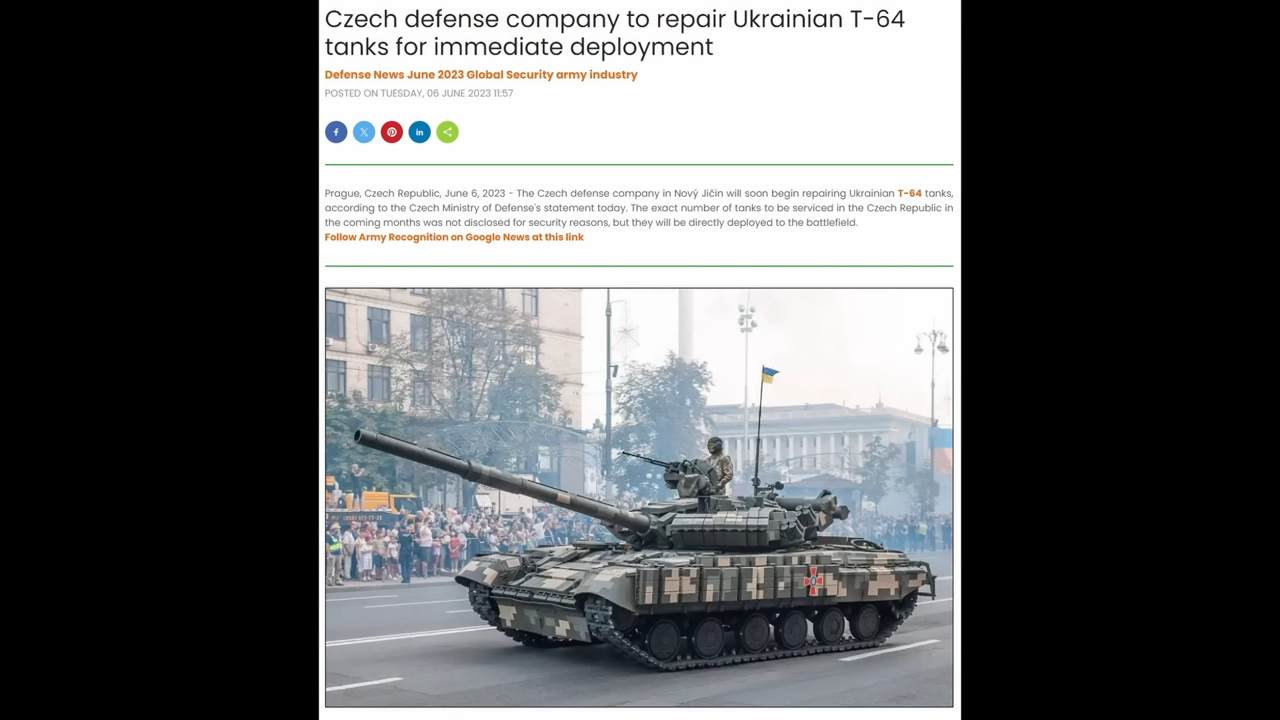 Czech defense company to repair Ukrainian T-64
tanks for immediate deployment
Defense News June 2023 Global Security army industry
POSTED ON TUESDAY, 06 JUNE 2023 11:57
Prague, Czech Republic, June 6, 2023 - The Czech defense company in Nový Jičín will soon begin repairing Ukrainian T-64 tanks,
according to the Czech Ministry of Defense's statement today. The exact number of tanks to be serviced in the Czech Republic in
the coming months was not disclosed for security reasons, but they will be directly deployed to the battlefield.
Follow Army Recognition on Google News at this link